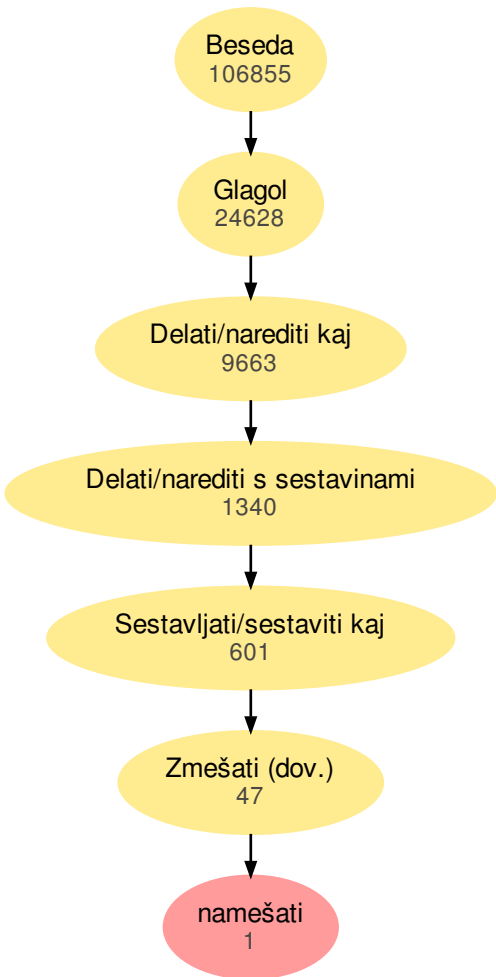 Beseda
106855
Glagol
24628
Delati/narediti kaj
9663
Delati/narediti s sestavinami
1340
Sestavljati/sestaviti kaj
601
Zmešati (dov.)
47
namešati
1